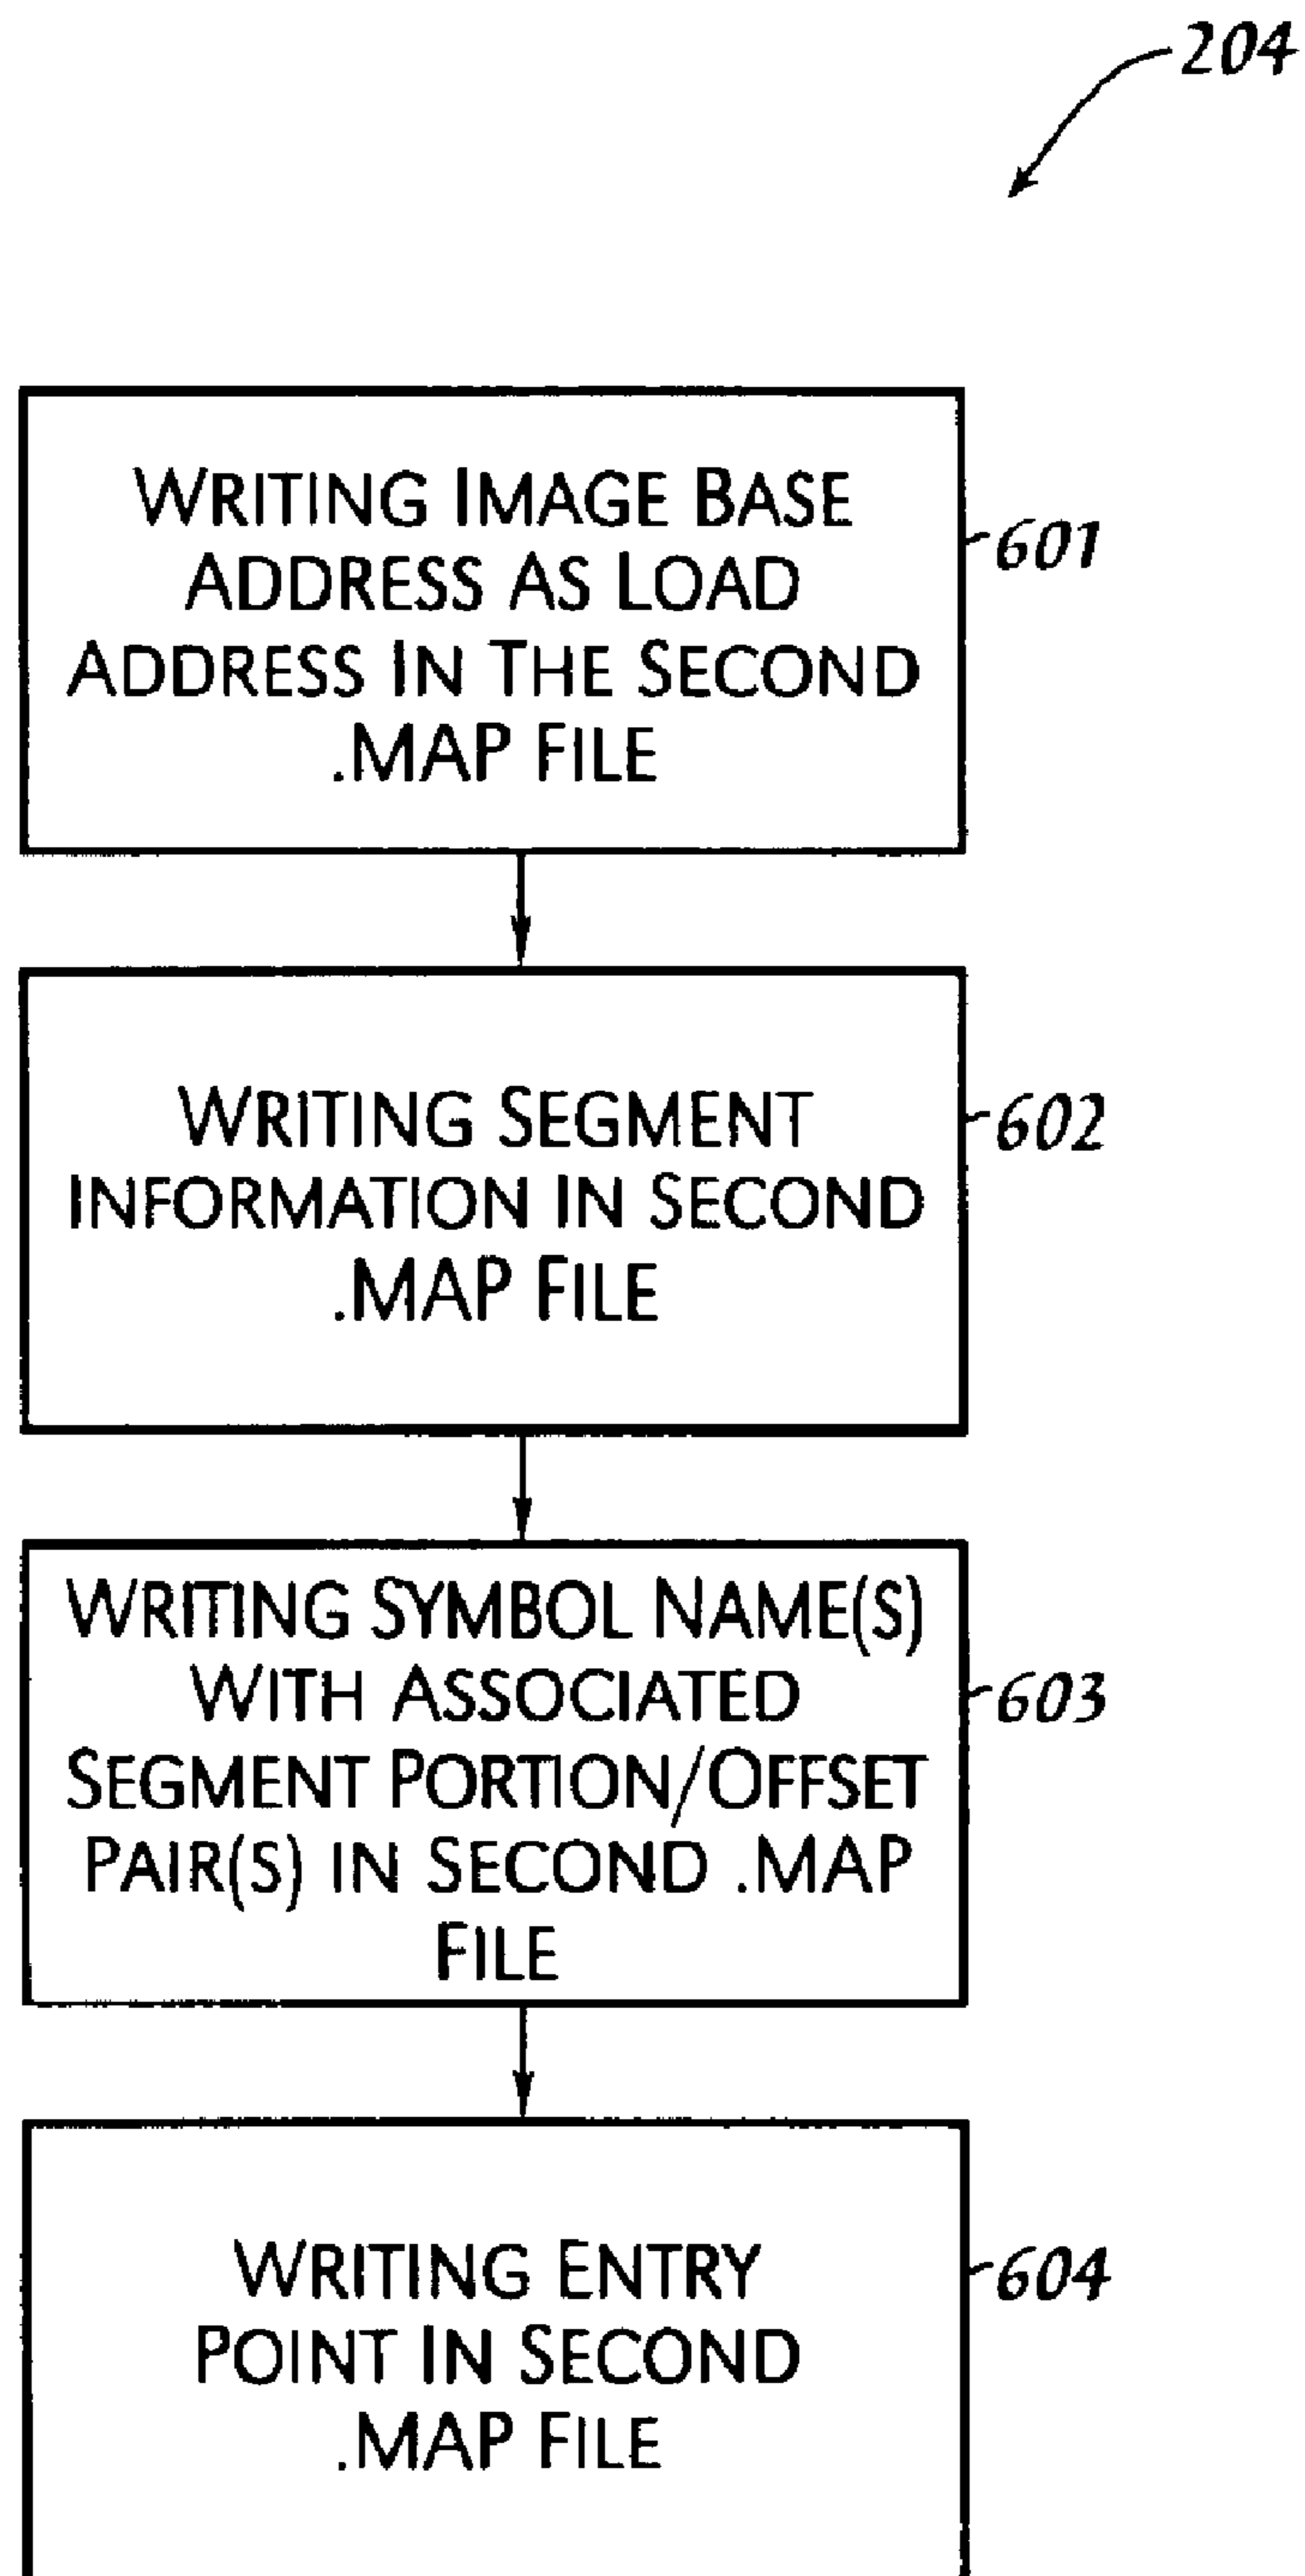 204
WRITING IMAGE BASE
ADDRESS AS LOAD
ADDRESS IN THE SECOND
.MAP FILE
601
WRITING SEGMENT
INFORMATION IN SECOND
.MAP FILE
602
WRITING SYMBOL NAME(S)
WITH ASSOCIATED
SEGMENT PORTION/OFFSET
PAIR(S) IN SECOND .MAP
FILE
603
WRITING ENTRY
POINT IN SECOND
.MAP FILE
604